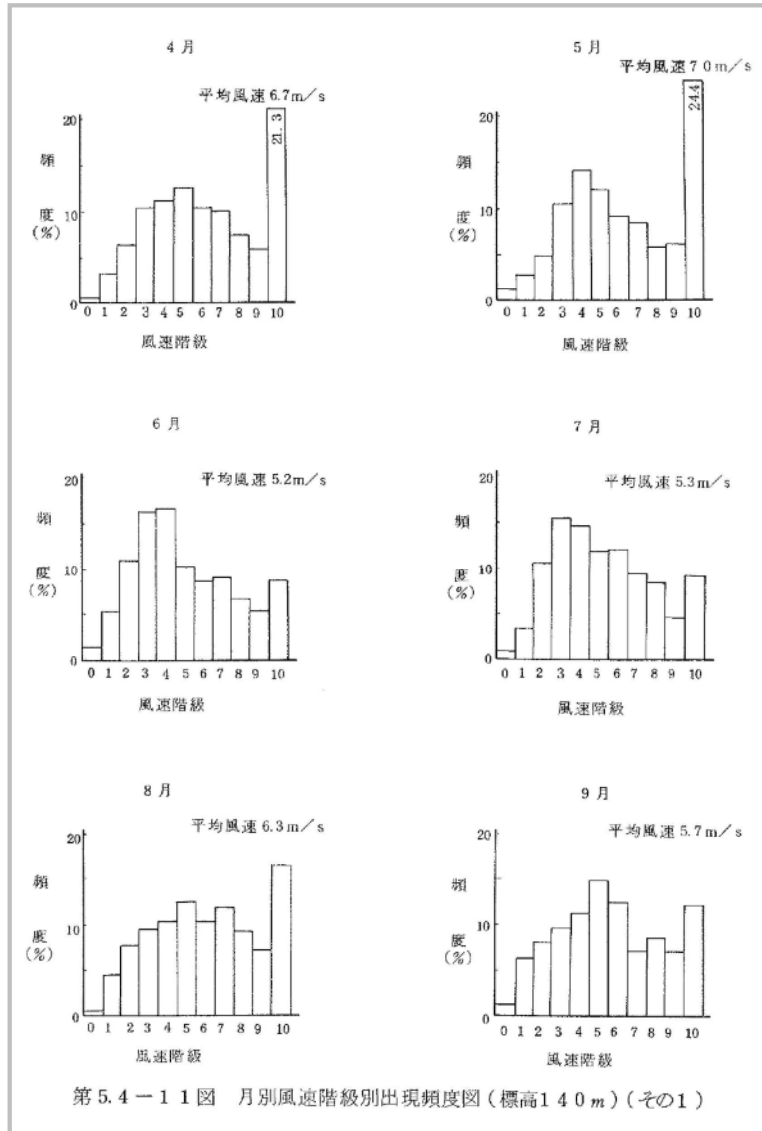 4月
平均風速6.7m/s
20
頻
21.3
度
10
(%)
0
0 1 2 3 4 5 6 7 8 9 10
風速階級
5月
平均風速70m/s
20
頻
24.4
度
10
(%)
0
0 1 2 3 4 5 6 7 8 9 10
風速階級
6月
平均風速5.2m/s
20
頻
度
10
(%)
0
0 1 2 3 4 5 6 7 8 9 10
風速階級
7月
平均風速5.3m/s
20
頻
度
10
(%)
0
0 1 2 3 4 5 6 7 8 9 10
風速階級
8月
平均風速6.3m/s
20
頻
度
10
(%)
0
0 1 2 3 4 5 6 7 8 9 10
風速階級
9月
平均風速5.7m/s
20
頻
度
10
(%)
0
0 1 2 3 4 5 6 7 8 9 10
風速階級
第5.4-11図 月別風速階級別出現頻度図(標高140m)(その1)